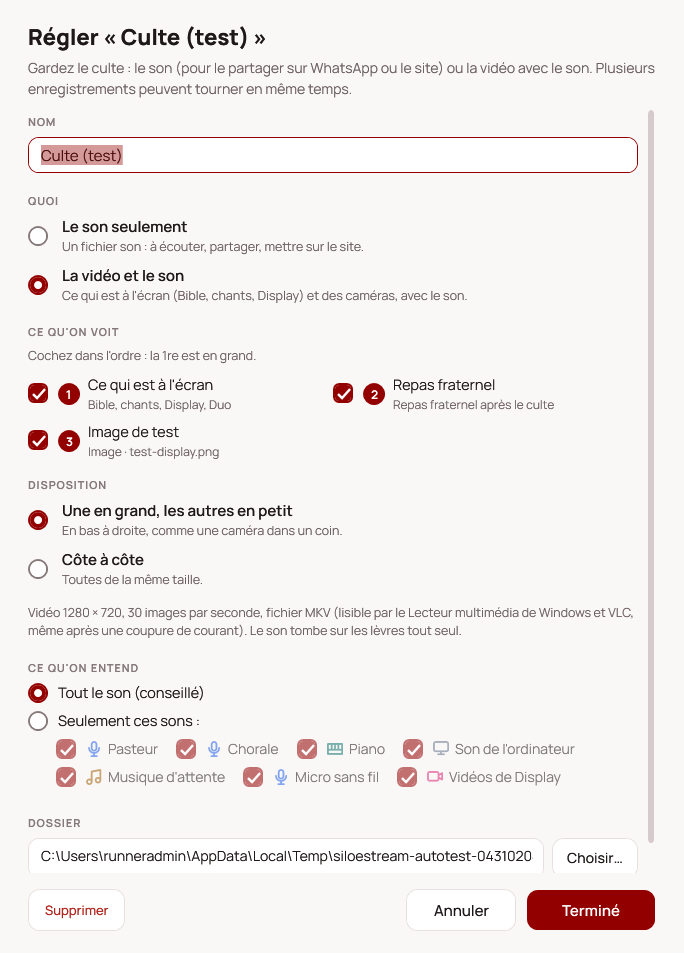 Régler « Culte (test) »
Gardez le culte : le son (pour le partager sur WhatsApp ou le site) ou la vidéo avec le son. Plusieurs
enregistrements peuvent tourner en même temps.
NOM
Culte (test)
QUOI
Le son seulement
Un fichier son : à écouter, partager, mettre sur le site.
La vidéo et le son
Ce qui est à l'écran (Bible, chants, Display) et des caméras, avec le son.
CE QU'ON VOIT
Cochez dans l'ordre : la 1re est en grand.
1 Ce qui est à l'écran
Bible, chants, Display, Duo
2 Repas fraternel
Repas fraternel après le culte
3 Image de test
Image · test-display.png
DISPOSITION
Une en grand, les autres en petit
En bas à droite, comme une caméra dans un coin.
Côte à côte
Toutes de la même taille.
Vidéo 1280 × 720, 30 images par seconde, fichier MKV (lisible par le Lecteur multimédia de Windows et VLC,
même après une coupure de courant). Le son tombe sur les lèvres tout seul.
CE QU'ON ENTEND
Tout le son (conseillé)
Seulement ces sons :
Pasteur Chorale Piano Son de l'ordinateur
Musique d'attente Micro sans fil Vidéos de Display
DOSSIER
C:\Users\runneradmin\AppData\Local\Temp\siloestream-autotest-0431020 Choisir...
Supprimer Annuler Terminé